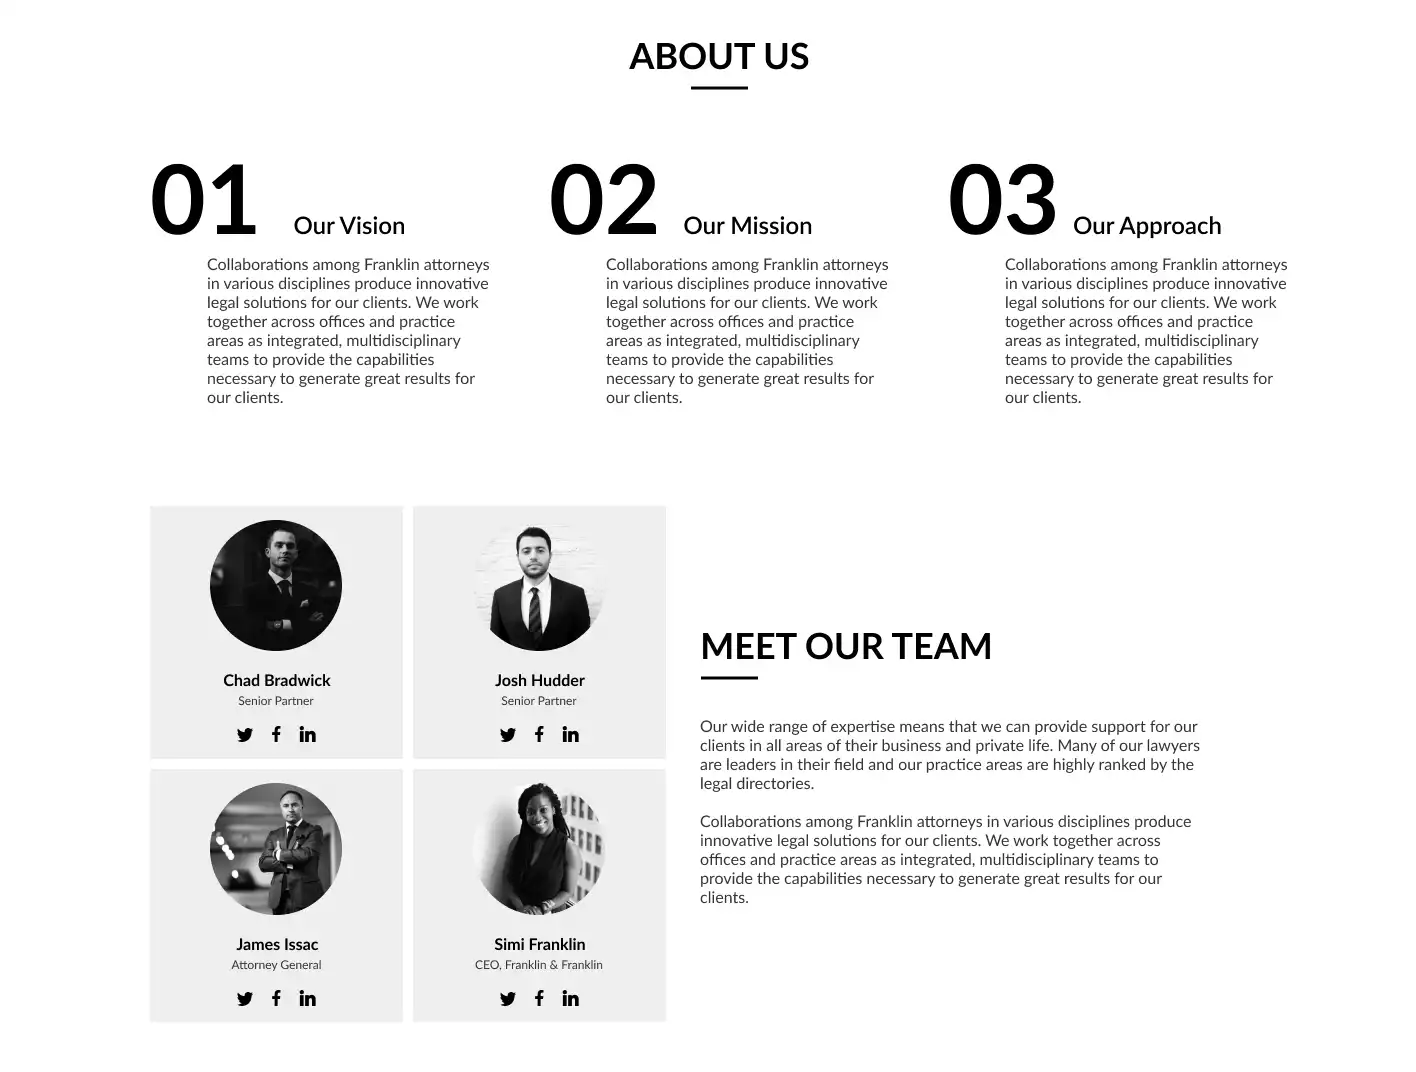 ABOUT US
01 Our Vision
Collaborations among Franklin attorneys
in various disciplines produce innovative
legal solutions for our clients. We work
together across offices and practice
areas as integrated, multidisciplinary
teams to provide the capabilities
necessary to generate great results for
our clients.
02 Our Mission
Collaborations among Franklin attorneys
in various disciplines produce innovative
legal solutions for our clients. We work
together across offices and practice
areas as integrated, multidisciplinary
teams to provide the capabilities
necessary to generate great results for
our clients.
03 Our Approach
Collaborations among Franklin attorneys
in various disciplines produce innovative
legal solutions for our clients. We work
together across offices and practice
areas as integrated, multidisciplinary
teams to provide the capabilities
necessary to generate great results for
our clients.
Chad Bradwick
Senior Partner
Josh Hudder
Senior Partner
James Issac
Attorney General
Simi Franklin
CEO, Franklin & Franklin
MEET OUR TEAM
Our wide range of expertise means that we can provide support for our
clients in all areas of their business and private life. Many of our lawyers
are leaders in their field and our practice areas are highly ranked by the
legal directories.
Collaborations among Franklin attorneys in various disciplines produce
innovative legal solutions for our clients. We work together across
offices and practice areas as integrated, multidisciplinary teams to
provide the capabilities necessary to generate great results for our
clients.